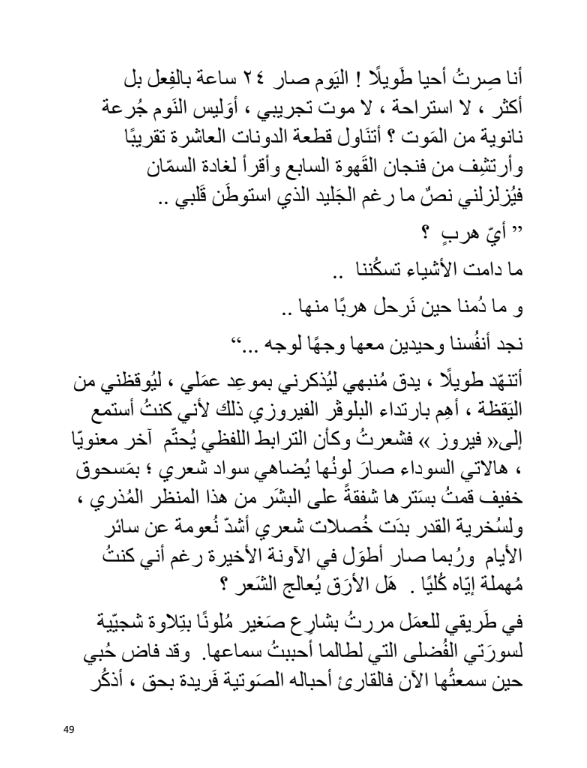 أنا صِرتُ أحيا طَويلًا ! اليَوم صار ٢٤ ساعة بالفِعل بل
أكثر ، لا استراحة ، لا موت تجريبي ، أوَليس النَوم جُرعة
نانوية من المَوت ؟ أتنَاول قطعة الدونات العاشرة تقريبًا
وأرتشِف من فنجان القَهوة السابع وأقرأ لغادة السمّان
فيُزلزلني نصٌ ما رغم الجَليد الذي استوطَن قَلبي ..
” أيّ هربٍ ؟
ما دامت الأشياء تسكُننا ..
و ما دُمنا حين نَرحل هربًا منها ..
نجد أنفُسنا وحيدين معها وجهًا لوجه ...“
أتنهّد طويلًا ، يدق مُنبهي ليُذكرني بموعِد عمَلي ، ليُوقظني من
اليَقظة ، أهِم بارتداء البلوڤر الفيروزي ذلك لأني كنتُ أستمع
إلى« فيروز » فشعرتُ وكأن الترابط اللفظي يُحتّم آخر معنويًا
، هالاتي السوداء صارَ لونُها يُضاهي سواد شعري ؛ بمَسحوق
خفيف قمتُ بسَترها شفقةً على البشَر من هذا المنظر المُذري ،
ولسُخرية القدر بدَت خُصلات شعري أشدّ نُعومة عن سائر
الأيام ورُبما صار أطوَل في الآونة الأخيرة رغم أني كنتُ
مُهملة إيّاه كُليًا . هَل الأرَق يُعالج الشَعر ؟
في طَريقي للعمَل مررتُ بشارِع صَغير مُلونًا بتِلاوة شجيّية
لسورَتي الفُضلى التي لطالما أحببتُ سماعها. وقد فاض حُبي
حين سمعتُها الآن فالقارئ أحباله الصَوتية فَريدة بحق ، أذكُر
49